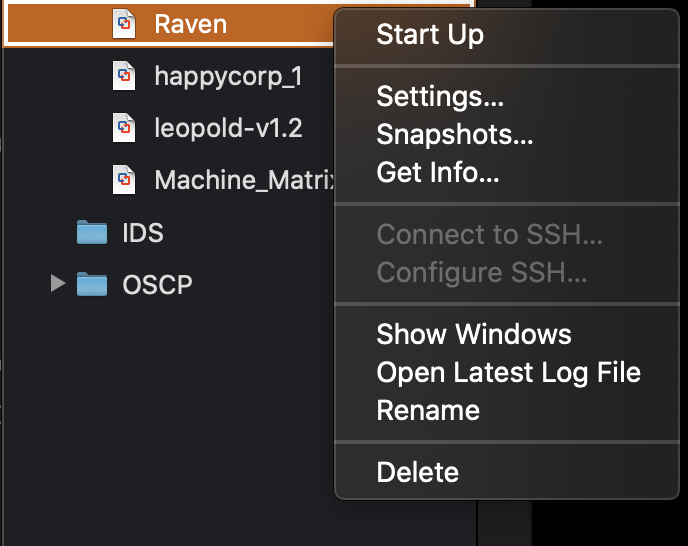 Raven
happycorp_1
leopold-v1.2
Machine_Matrix
IDS
OSCP
Start Up
Settings...
Snapshots...
Get Info...
Connect to SSH...
Configure SSH...
Show Windows
Open Latest Log File
Rename
Delete